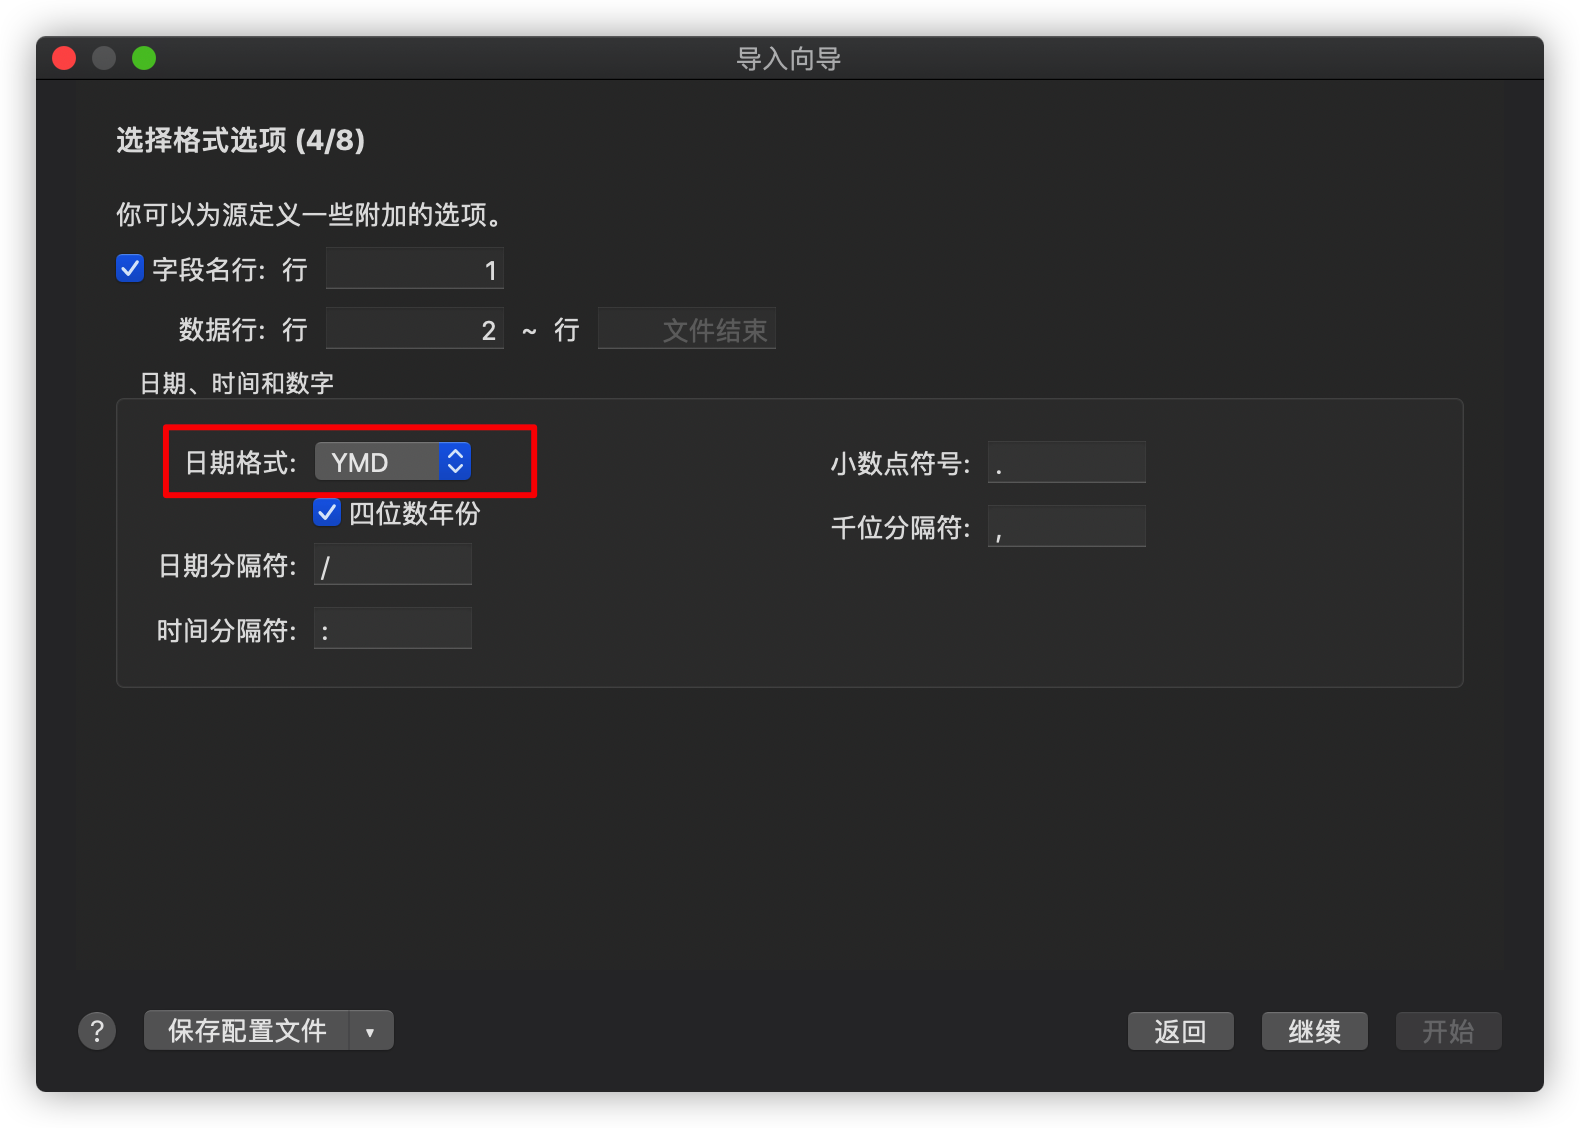 导入向导
选择格式选项 (4/8)
你可以为源定义一些附加的选项。
字段名行: 行 1
数据行: 行 2 ~ 行 文件结束
日期、时间和数字
日期格式: YMD
小数点符号: .
四位数年份
千位分隔符: ,
日期分隔符: /
时间分隔符: :
? 保存配置文件 ▼ 返回 继续 开始